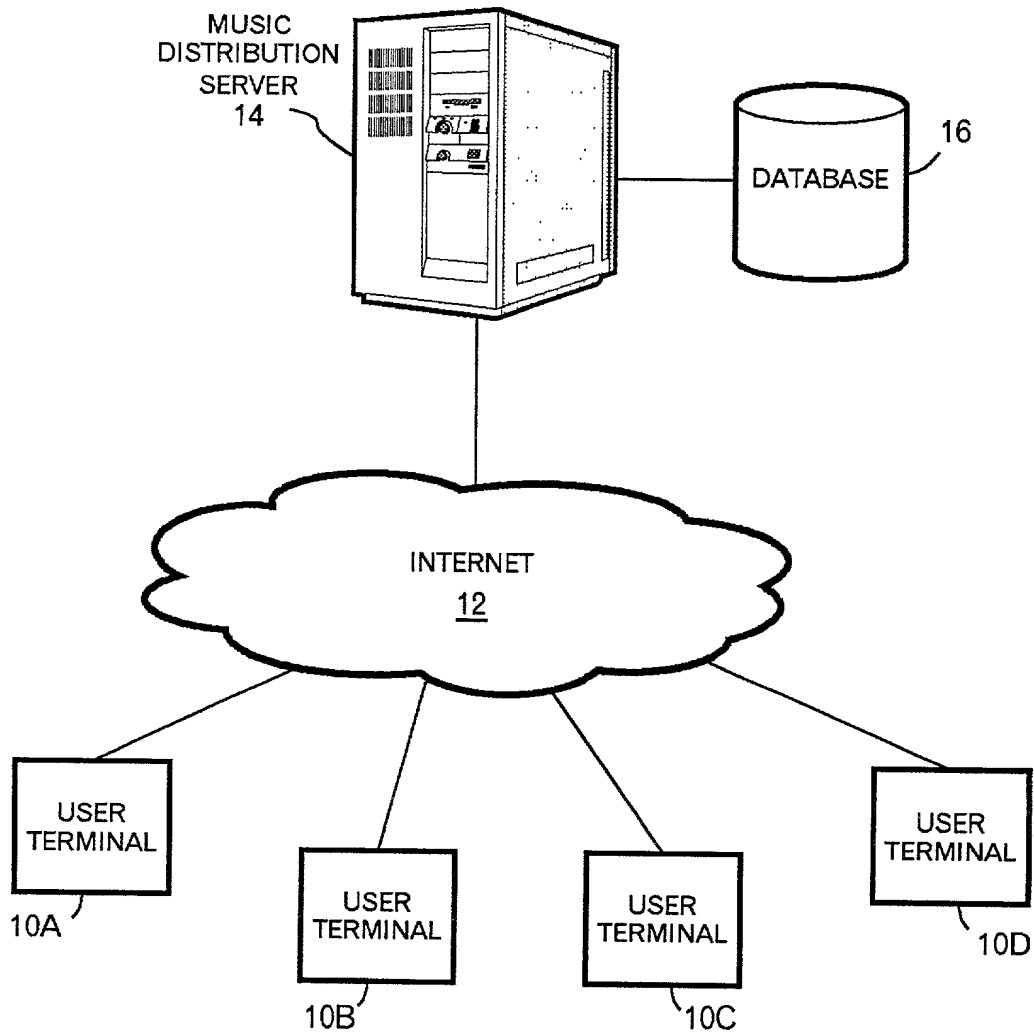 MUSIC
DISTRIBUTION
SERVER
14
DATABASE
16
INTERNET
12
USER
TERMINAL
10A
USER
TERMINAL
10B
USER
TERMINAL
10C
USER
TERMINAL
10D